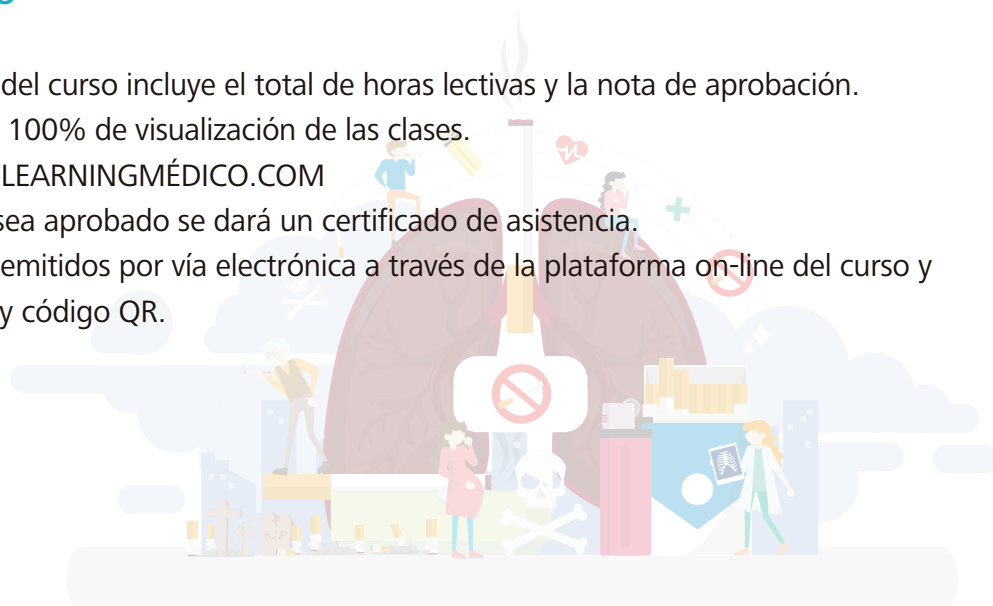 del curso incluye el total de horas lectivas y la nota de aprobación.
100% de visualización de las clases.
LEARNINGMÉDICO.COM
sea aprobado se dará un certificado de asistencia.
emitidos por vía electrónica a través de la plataforma on-line del curso y
y código QR.
R.I.P